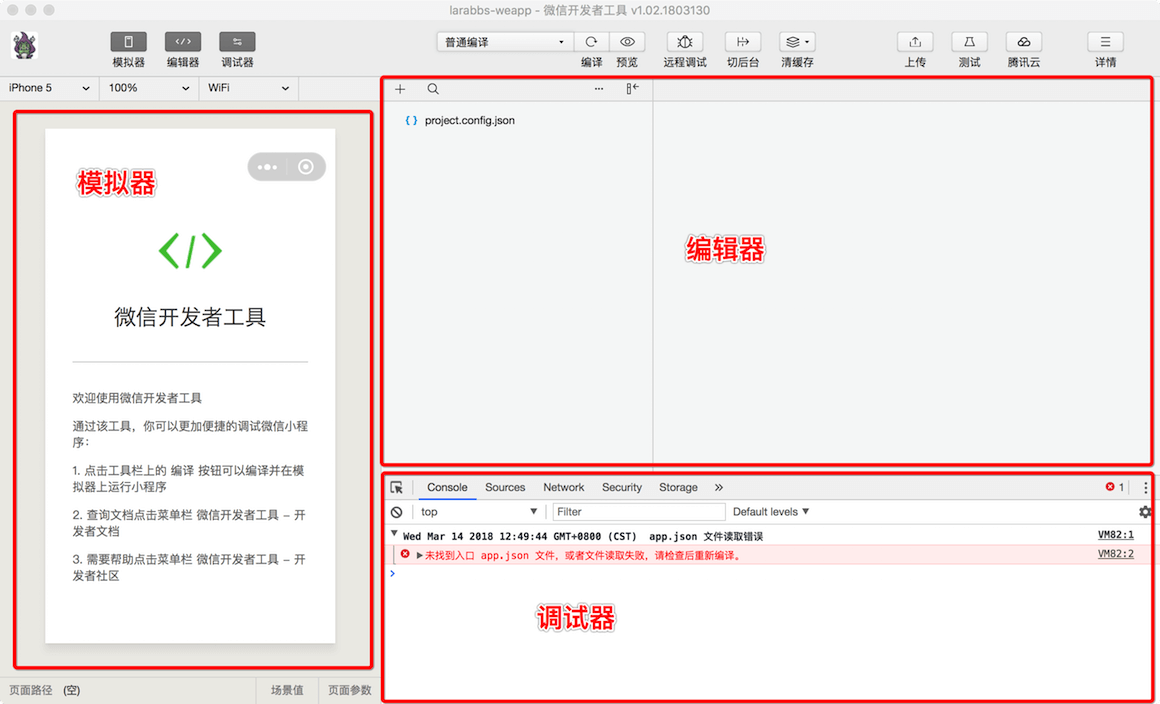 larabbs-weapp - 微信开发者工具 v1.02.1803130
模拟器 编辑器 调试器
普通编译
编译 预览 远程调试 切后台 清缓存
上传 测试 腾讯云 详情
iPhone 5 100% WiFi
project.config.json
模拟器
编辑器
微信开发者工具
欢迎使用微信开发者工具
通过该工具，你可以更加便捷的调试微信小程
序：
1. 点击工具栏上的 编译 按钮可以编译并在模
拟器上运行小程序
2. 查询文档点击菜单栏 微信开发者工具 – 开
发者文档
3. 需要帮助点击菜单栏 微信开发者工具 – 开
发者社区
页面路径 (空) 场景值 页面参数
Console Sources Network Security Storage » 1
top Filter Default levels
Wed Mar 14 2018 12:49:44 GMT+0800 (CST) app.json 文件读取错误 VM82:1
未找到入口 app.json 文件，或者文件读取失败，请检查后重新编译。 VM82:2
调试器